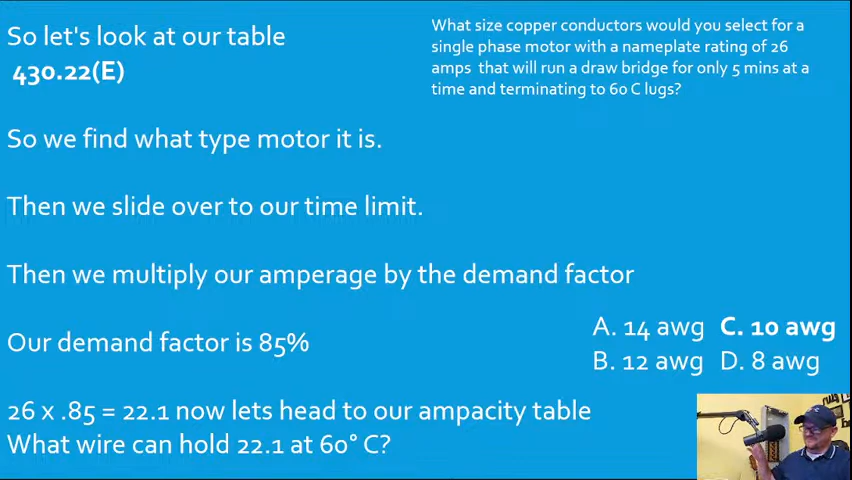 So let's look at our table
430.22(E)
What size copper conductors would you select for a
single phase motor with a nameplate rating of 26
amps that will run a draw bridge for only 5 mins at a
time and terminating to 60 C lugs?
So we find what type motor it is.
Then we slide over to our time limit.
Then we multiply our amperage by the demand factor
Our demand factor is 85%
A. 14 awg C. 10 awg
B. 12 awg D. 8 awg
26 x .85 = 22.1 now lets head to our ampacity table
What wire can hold 22.1 at 60° C?